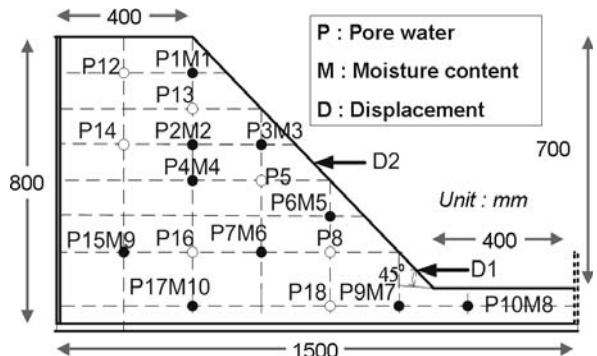 400
P12
P1M1
P : Pore water
M : Moisture content
D : Displacement
P13
P14
P2M2
P3M3
D2
700
P4M4
P5
800
P6M5
Unit : mm
P15M9
P16
P7M6
P8
400
45°
D1
P17M10
P18
P9M7
P10M8
1500